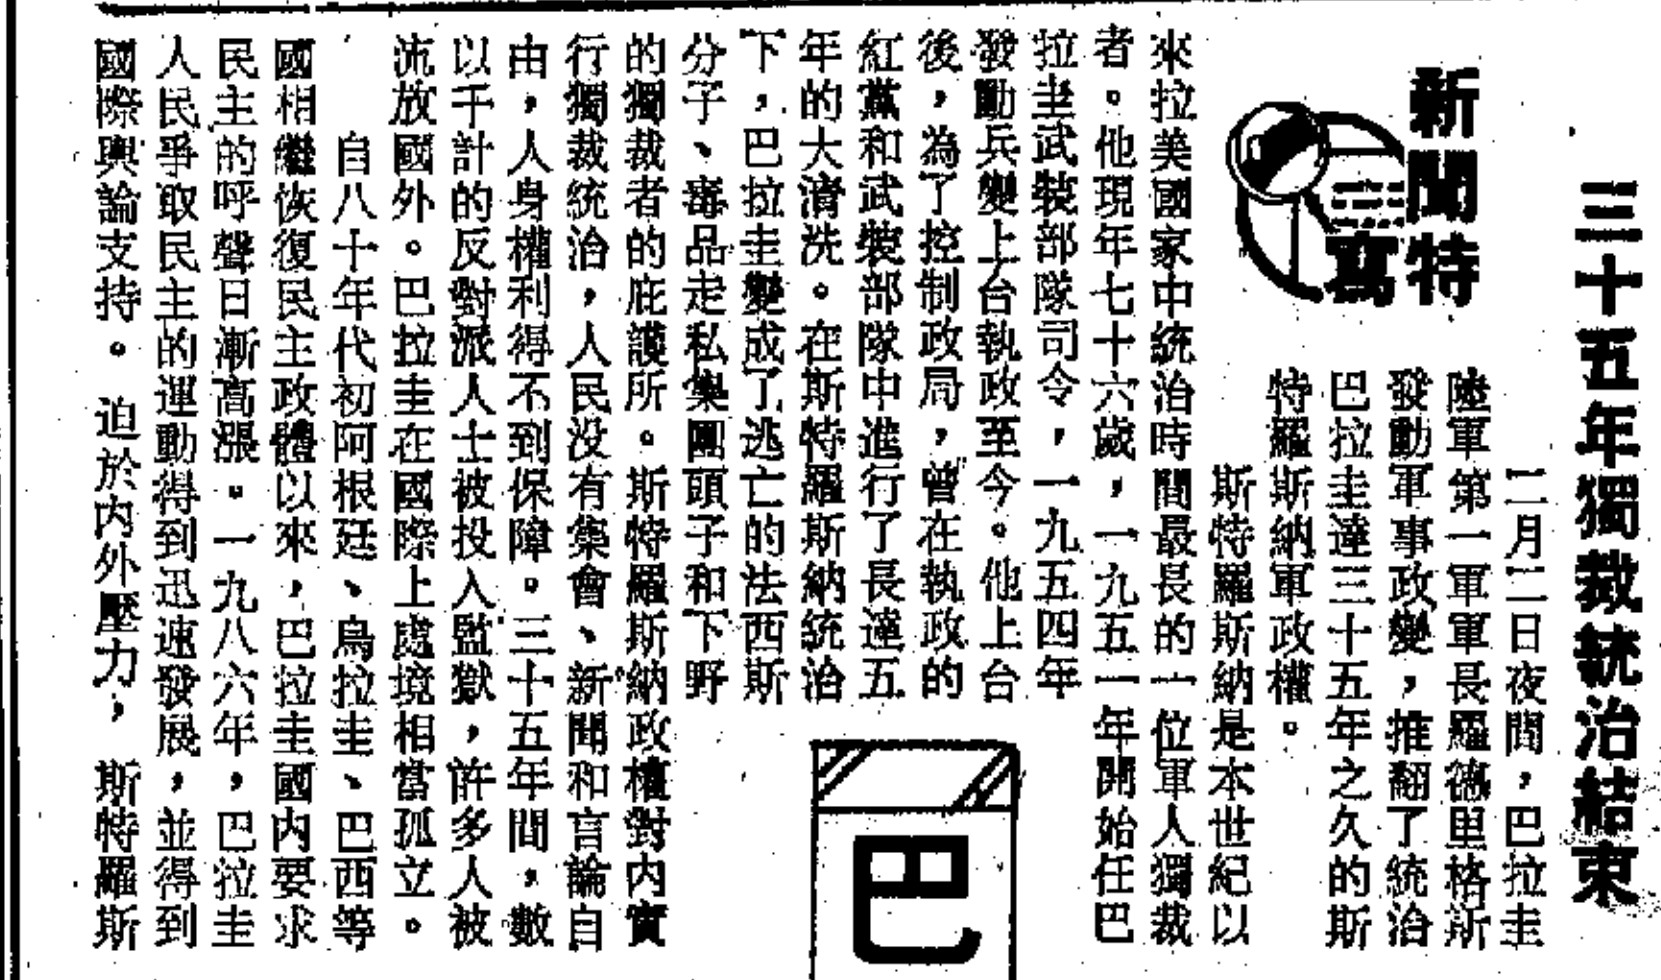 三十五年獨裁統治結束
新聞特寫
二月二日夜間，巴拉圭
陸軍第一軍軍長羅德里格斯
發動軍事政變，推翻了統治
巴拉圭達三十五年之久的斯
特羅斯納軍政權。
斯特羅斯納是本世紀以
來拉美國家中統治時間最長的一位軍人獨裁
者。他現年七十六歲，一九五一年開始任巴
拉圭武裝部隊司令，一九五四年
發動兵變上台執政至今。他上台
後，為了控制政局，曾在執政的
紅黨和武裝部隊中進行了長達五
年的大清洗。在斯特羅斯納統治
下，巴拉圭變成了逃亡的法西斯
分子、毒品走私集團頭子和下野
的獨裁者的庇護所。斯特羅斯納政權對内實
行獨裁統治，人民没有集會、新聞和言論自
由，人身權利得不到保障。三十五年間，數
以千計的反對派人士被投入監獄，許多人被
流放國外。巴拉圭在國際上處境相當孤立。
自八十年代初阿根廷、烏拉圭、巴西等
國相繼恢復民主政體以來，巴拉圭國内要求
民主的呼聲日漸高漲。一九八六年，巴拉圭
人民爭取民主的運動得到迅速發展，並得到
國際輿論支持。迫於内外壓力，斯特羅斯
巴